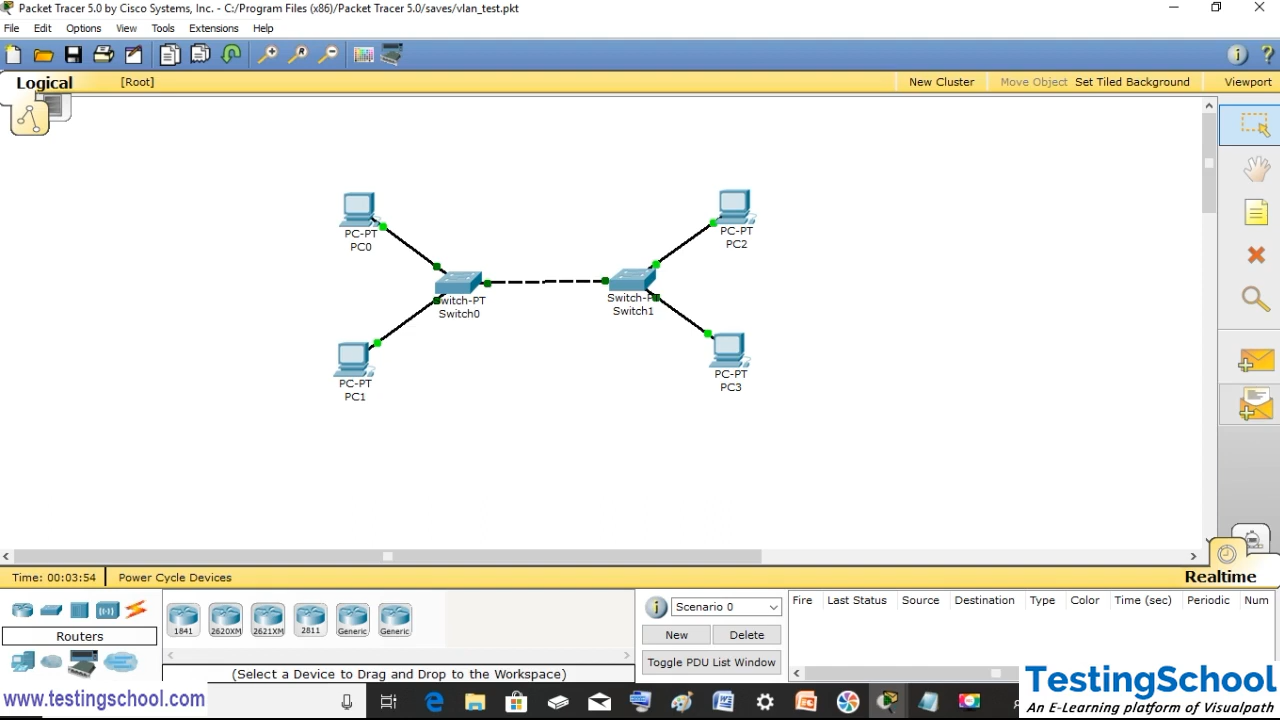 Packet Tracer 5.0 by Cisco Systems, Inc. - C:/Program Files (x86)/Packet Tracer 5.0/saves/vlan_test.pkt
File Edit Options View Tools Extensions Help
Logical [Root] New Cluster Move Object Set Tiled Background Viewport
PC-PT
PC0
PC-PT
PC2
Switch-PT
Switch0
Switch-PT
Switch1
PC-PT
PC1
PC-PT
PC3
Time: 00:03:54 Power Cycle Devices
Realtime
1841 2620XM 2621XM 2811 Generic Generic
Routers
(Select a Device to Drag and Drop to the Workspace)
Scenario 0
New Delete
Toggle PDU List Window
Fire Last Status Source Destination Type Color Time (sec) Periodic Num
www.testingschool.com
TestingSchool
An E-Learning platform of Visualpath